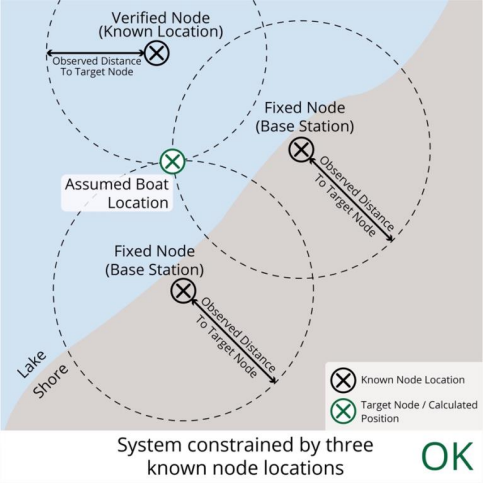 Verified Node
(Known Location)
Observed Distance
To Target Node
Fixed Node
(Base Station)
Observed Distance
To Target Node
Assumed Boat
Location
Fixed Node
(Base Station)
Observed Distance
To Target Node
Lake
Shore
Known Node Location
Target Node / Calculated
Position
System constrained by three
known node locations
OK